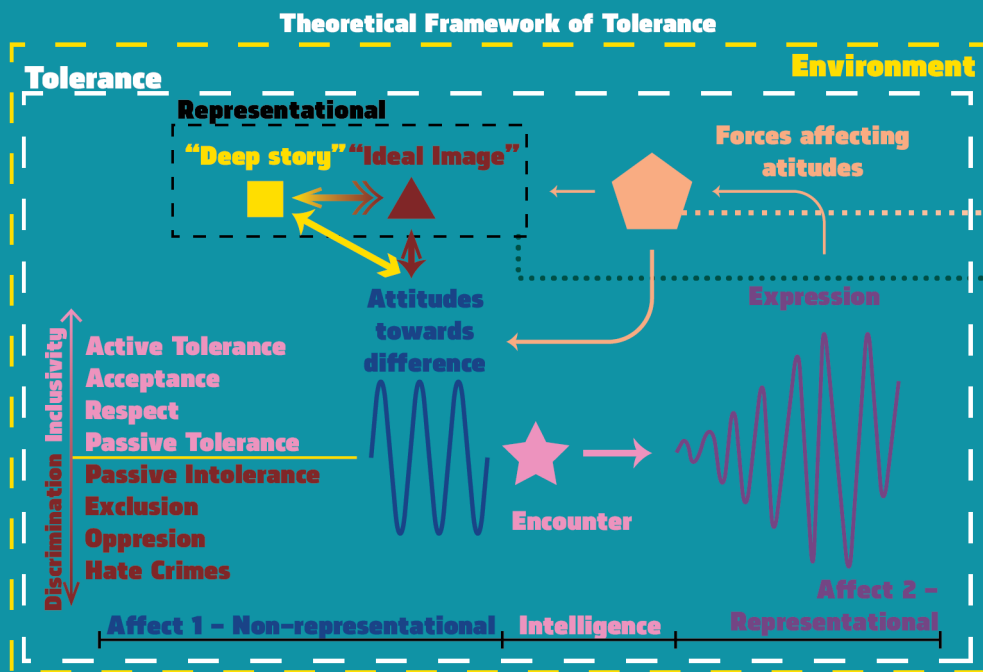 Theoretical Framework of Tolerance
Environment
Tolerance
Representational
“Deep story” “Ideal Image”
Forces affecting
atitudes
Attitudes
towards
difference
Expression
Inclusivity
Discrimination
Active Tolerance
Acceptance
Respect
Passive Tolerance
Passive Intolerance
Exclusion
Oppresion
Hate Crimes
Encounter
Affect 1 – Non-representational
Intelligence
Affect 2 –
Representational